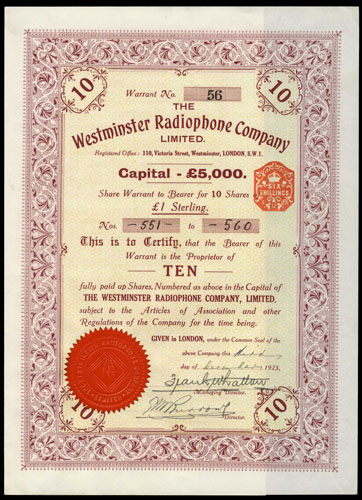 10
10
Warrant No. 56
THE
Westminster Radiophone Company
LIMITED.
Registered Office: 110, Victoria Street, Westminster, LONDON, S.W.1.
Capital - £5,000.
Share Warrant to Bearer for 10 Shares
£1 Sterling.
SIX
SHILLINGS
Nos. -551- to -560-
This is to Certify, that the Bearer of this
Warrant is the Proprietor of
TEN
fully paid up Shares, Numbered as above in the Capital of
THE WESTMINSTER RADIOPHONE COMPANY, LIMITED,
subject to the Articles of Association and other
Regulations of the Company for the time being.
GIVEN in LONDON, under the Common Seal of the
above Company this
day of December 1923.
Managing Director.
Director.
10
10